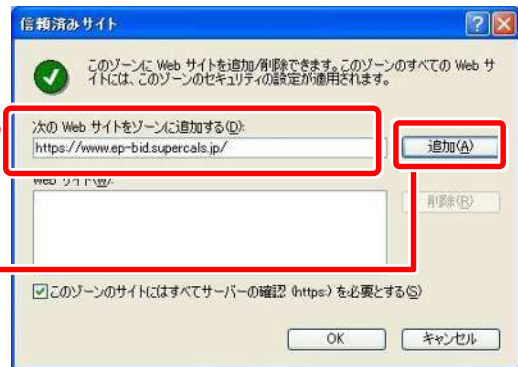 信頼済みサイト
このゾーンに Web サイトを追加/削除できます。このゾーンのすべての Web サ
イトには、このゾーンのセキュリティの設定が適用されます。
次の Web サイトをゾーンに追加する(D):
https://www.ep-bid.supercals.jp/
追加(A)
Web サイト(W):
削除(R)
このゾーンのサイトにはすべてサーバーの確認 (https:) を必要とする(S)
OK
キャンセル